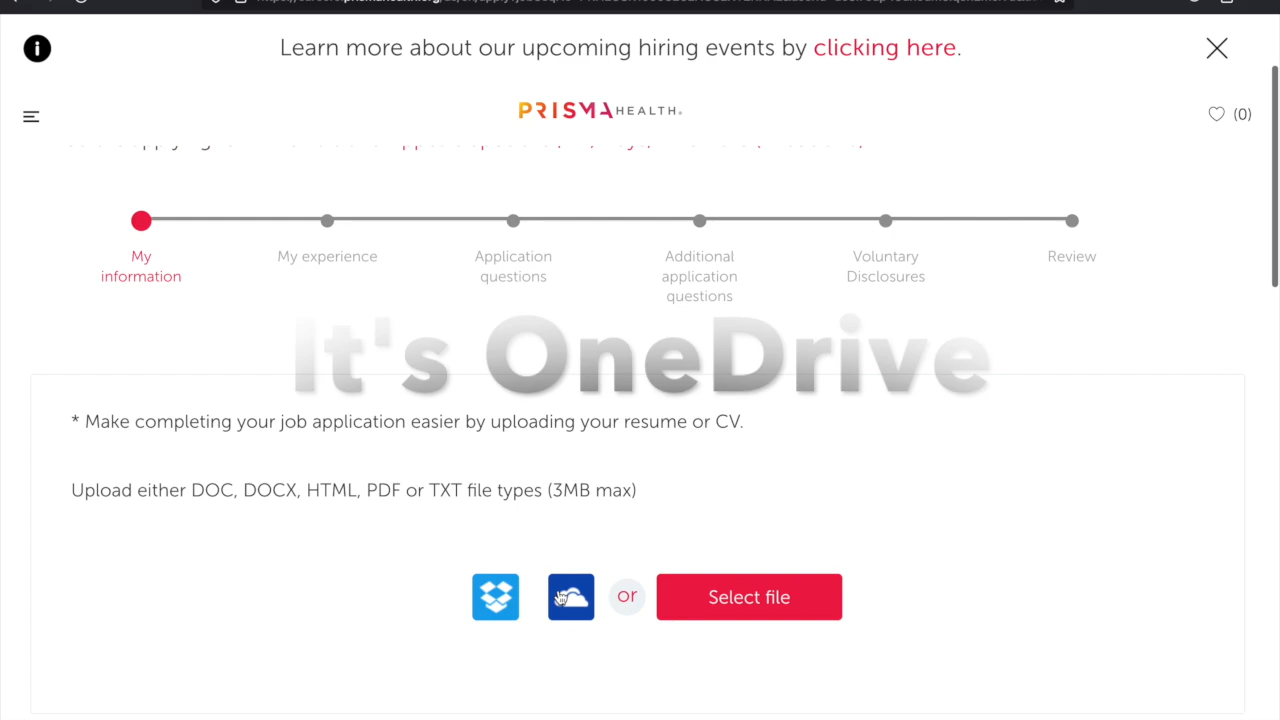 Learn more about our upcoming hiring events by clicking here.
PRISMA HEALTH
(0)
My information
My experience
Application questions
Additional application questions
Voluntary Disclosures
Review
It's OneDrive
* Make completing your job application easier by uploading your resume or CV.
Upload either DOC, DOCX, HTML, PDF or TXT file types (3MB max)
or
Select file